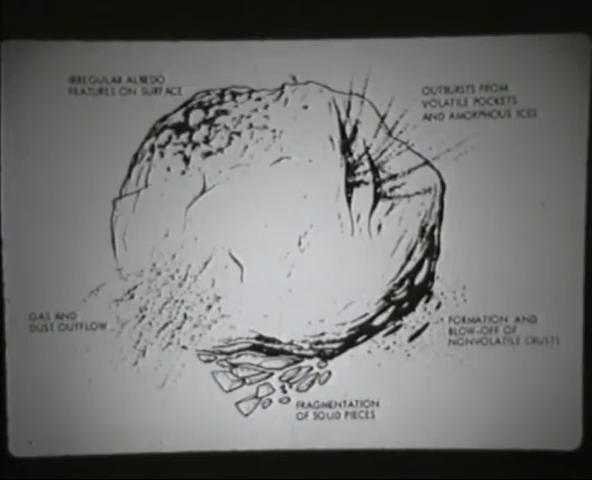 IRREGULAR ALBEDO
FEATURES ON SURFACE
OUTBURSTS FROM
VOLATILE POCKETS
AND AMORPHOUS ICES
GAS AND
DUST OUTFLOW
FORMATION AND
BLOW-OFF OF
NONVOLATILE CRUSTS
FRAGMENTATION
OF SOLID PIECES